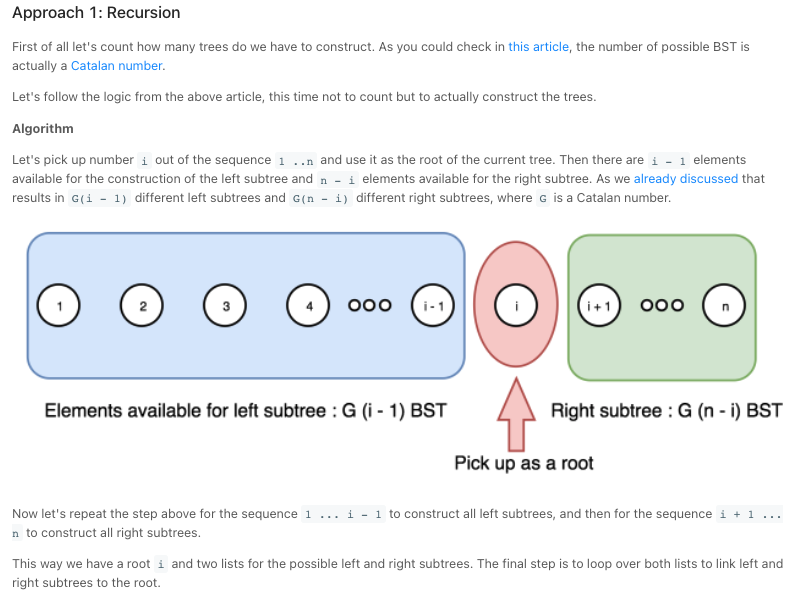 Approach 1: Recursion
First of all let's count how many trees do we have to construct. As you could check in this article, the number of possible BST is
actually a Catalan number.
Let's follow the logic from the above article, this time not to count but to actually construct the trees.
Algorithm
Let's pick up number i out of the sequence 1 ..n and use it as the root of the current tree. Then there are i - 1 elements
available for the construction of the left subtree and n - i elements available for the right subtree. As we already discussed that
results in G(i - 1) different left subtrees and G(n - i) different right subtrees, where G is a Catalan number.
1 2 3 4 ooo i - 1 i i + 1 ooo n
Elements available for left subtree : G (i - 1) BST Right subtree : G (n - i) BST
Pick up as a root
Now let's repeat the step above for the sequence 1 ... i - 1 to construct all left subtrees, and then for the sequence i + 1 ...
n to construct all right subtrees.
This way we have a root i and two lists for the possible left and right subtrees. The final step is to loop over both lists to link left and
right subtrees to the root.